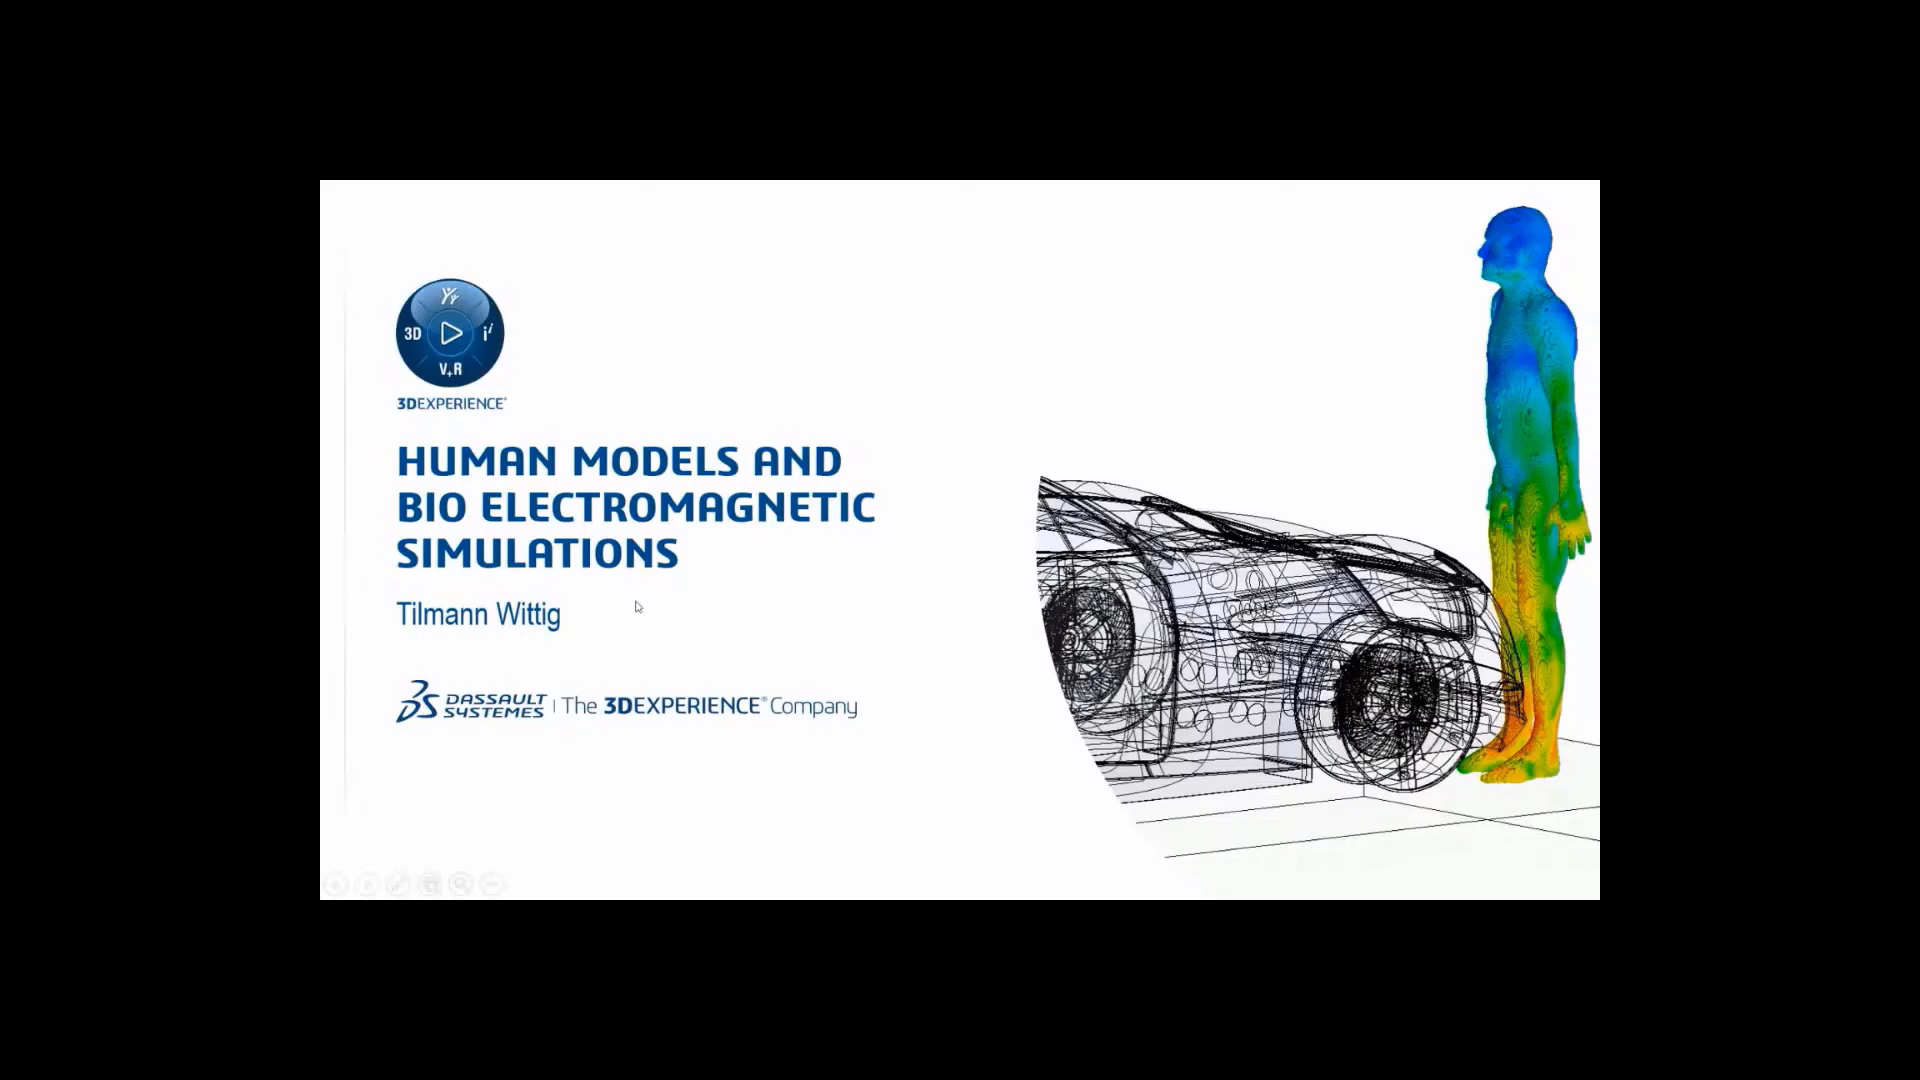 3D
V+R
3DEXPERIENCE®
HUMAN MODELS AND
BIO ELECTROMAGNETIC
SIMULATIONS
Tilmann Wittig
DASSAULT
SYSTEMES | The 3DEXPERIENCE® Company